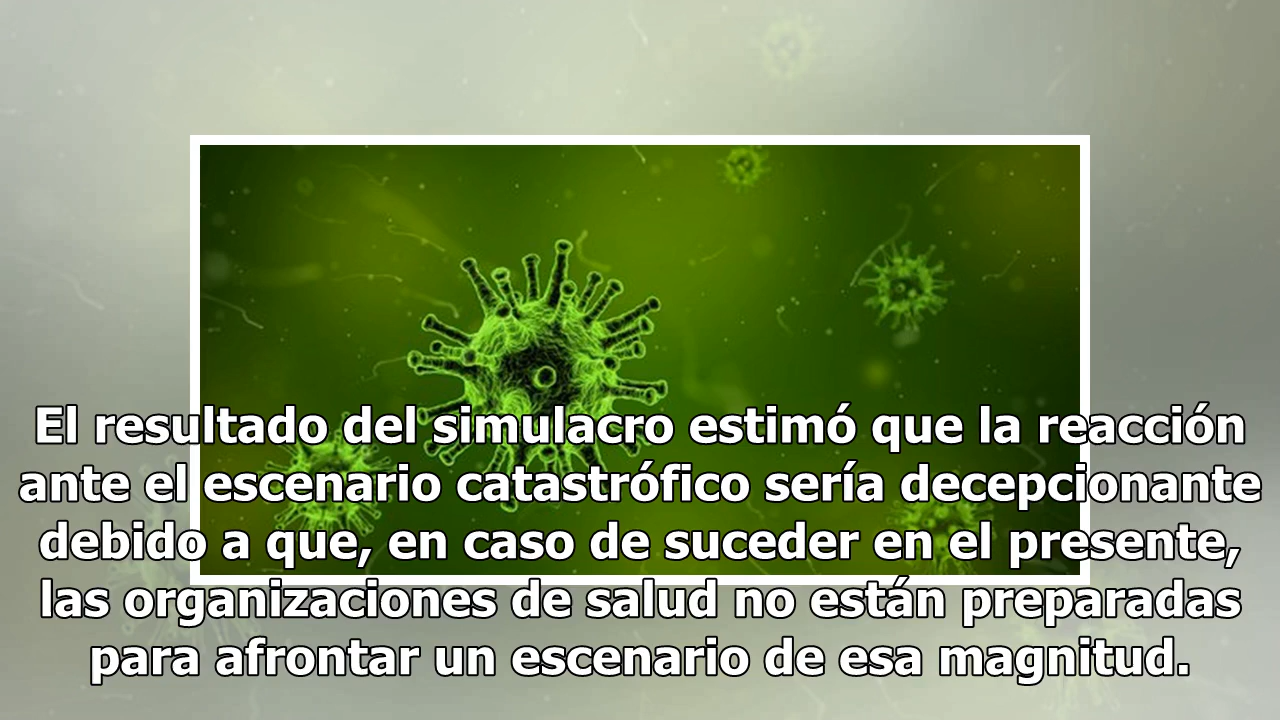 El resultado del simulacro estimó que la reacción
ante el escenario catastrófico sería decepcionante
debido a que, en caso de suceder en el presente,
las organizaciones de salud no están preparadas
para afrontar un escenario de esa magnitud.